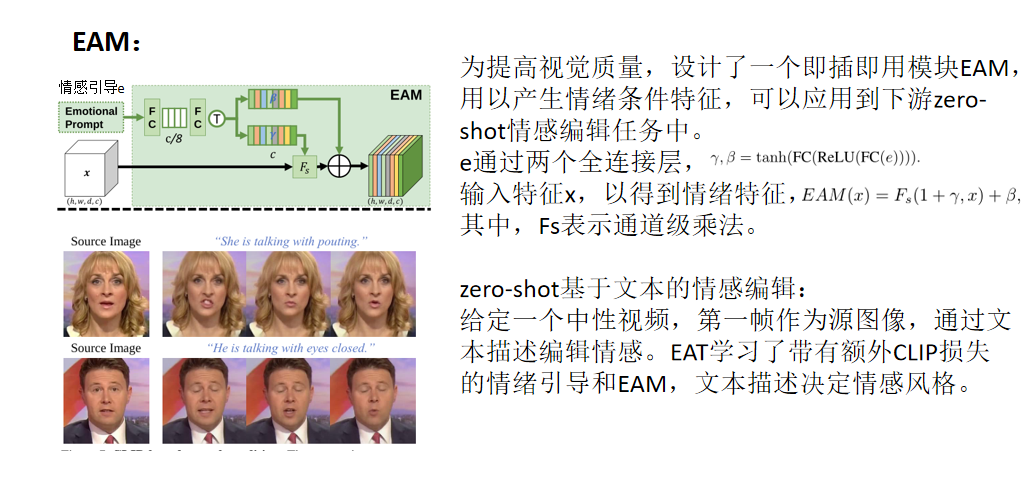 EAM：
情感引导e
Emotional
Prompt
F
C
c/8
F
C
T
β
γ
c
EAM
x
Fs
(h,w,d,c)
(h,w,d,c)
Source Image
“She is talking with pouting.”
Source Image
“He is talking with eyes closed.”
为提高视觉质量，设计了一个即插即用模块EAM，
用以产生情绪条件特征，可以应用到下游zero-
shot情感编辑任务中。
e通过两个全连接层，γ, β = tanh(FC(ReLU(FC(e)))).
输入特征x，以得到情绪特征，EAM(x) = Fs(1 + γ, x) + β,
其中，Fs表示通道级乘法。
zero-shot基于文本的情感编辑：
给定一个中性视频，第一帧作为源图像，通过文
本描述编辑情感。EAT学习了带有额外CLIP损失
的情绪引导和EAM，文本描述决定情感风格。